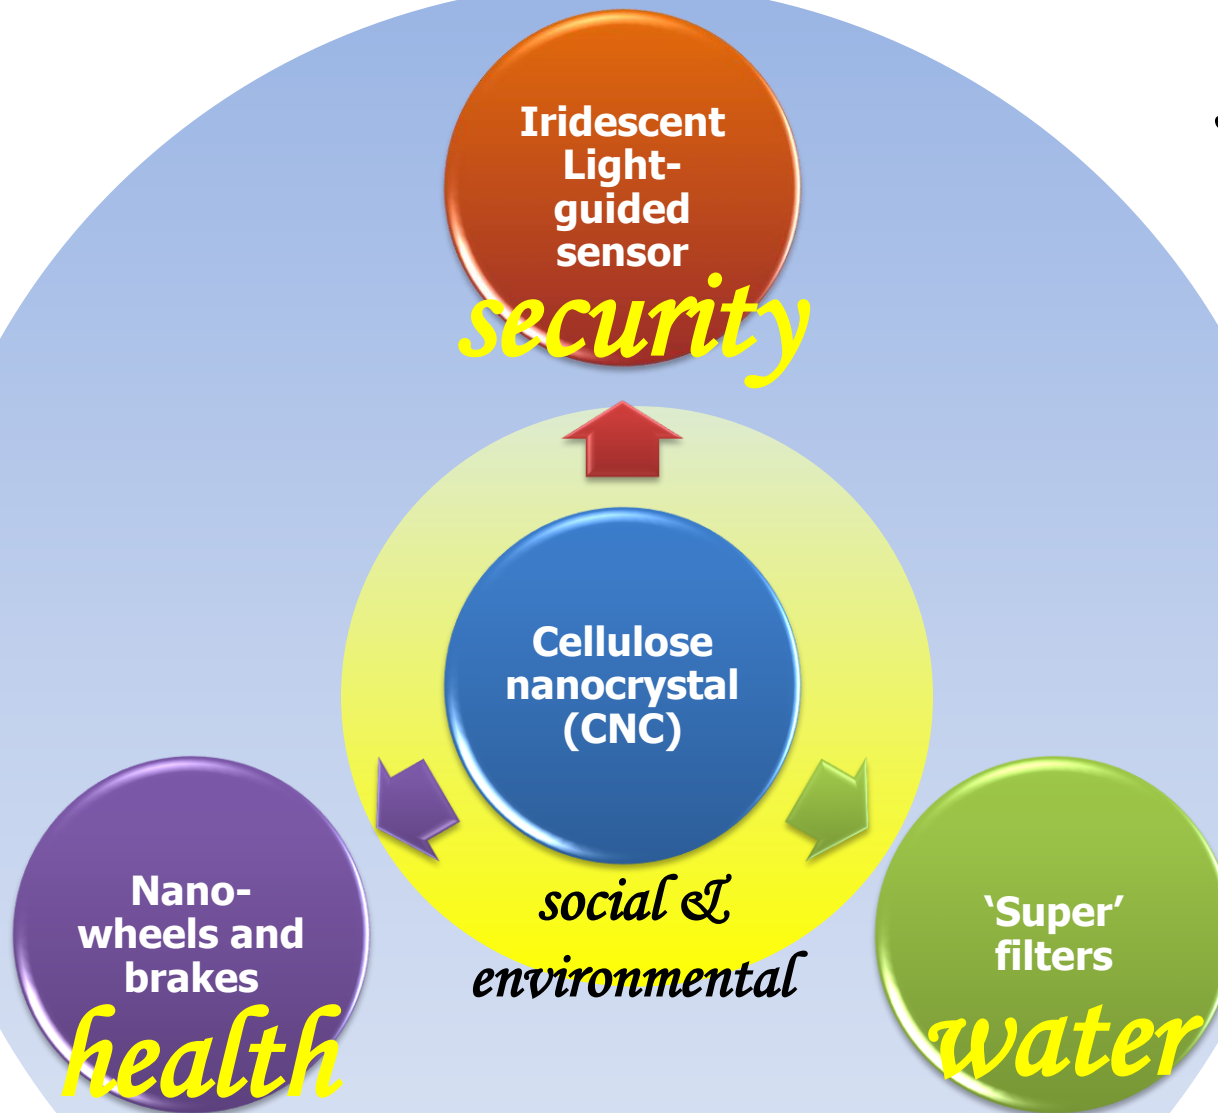 Iridescent
Light-
guided
sensor
security
Cellulose
nanocrystal
(CNC)
social &
environmental
Nano-
wheels and
brakes
health
‘Super’
filters
water